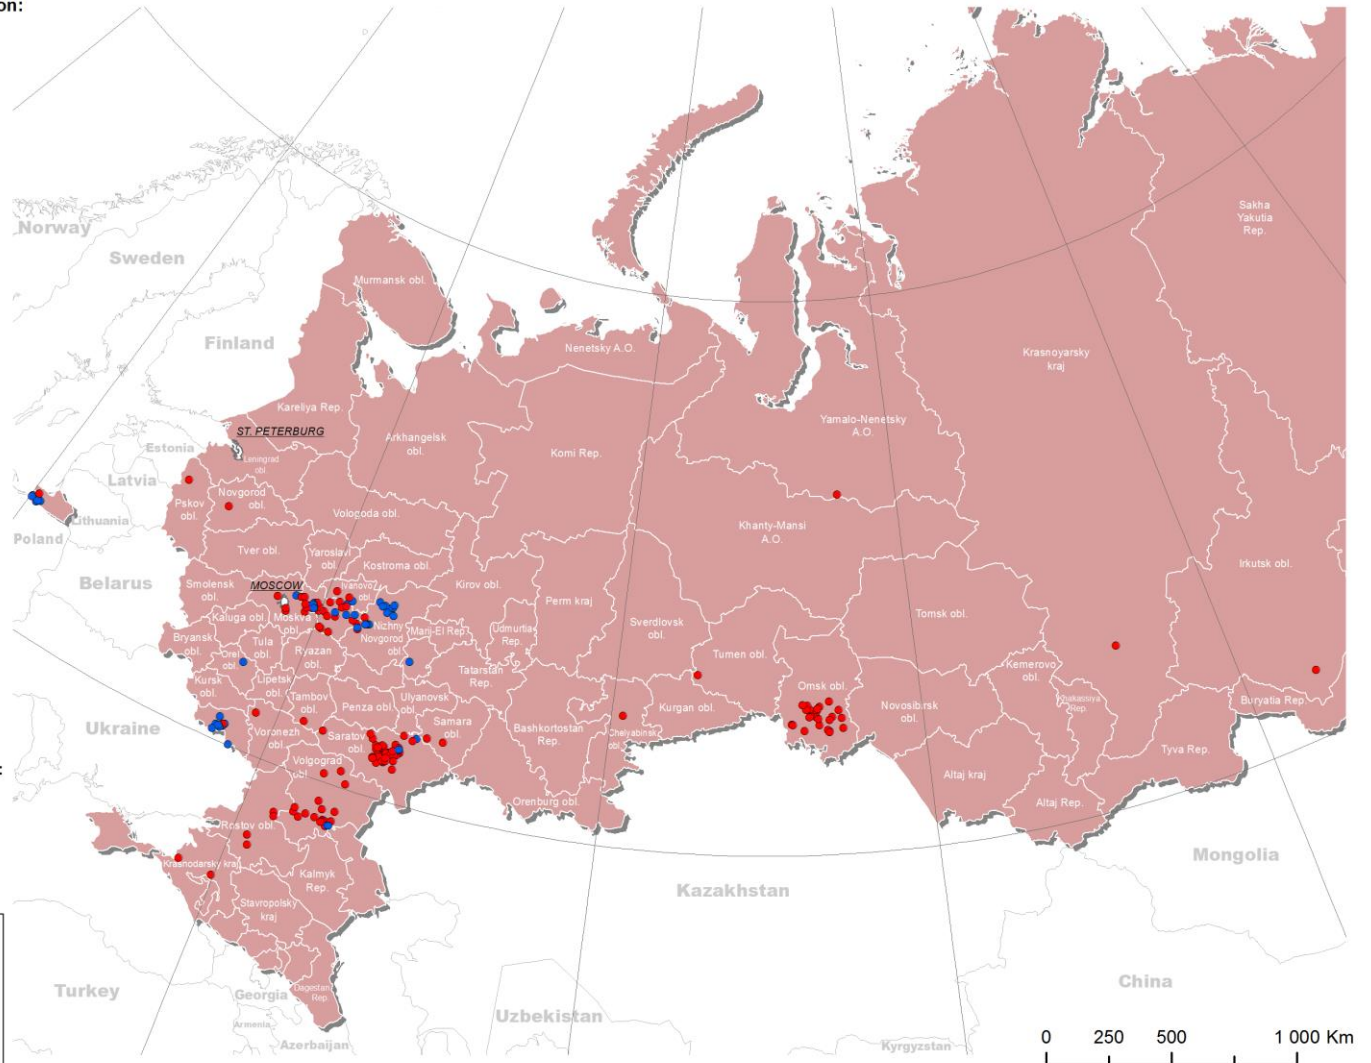 on:
Norway
Sweden
Finland
Estonia
Latvia
Lithuania
Poland
Belarus
Ukraine
Turkey
Georgia
Armenia
Azerbaijan
Uzbekistan
Kazakhstan
Kyrgyzstan
China
Mongolia
Murmansk obl.
Kareliya Rep.
ST. PETERBURG
Leningrad
obl
Arkhangelsk
obl.
Nenetsky A.O.
Komi Rep.
Yamalo-Nenetsky
A.O.
Krasnoyarsky
kraj
Sakha
Yakutia
Rep.
Khanty-Mansi
A.O.
Irkutsk obl.
Pskov
obl.
Novgorod
obl.
Vologoda obl.
Tver obl.
Yaroslavl
obl.
Kostroma obl.
Ivanovo
obl.
Kirov obl.
Perm kraj
Sverdlovsk
obl.
Tomsk obl.
Smolensk
obl.
MOSCOW
Moskva
obl.
Kaluga obl.
Nizhny
Novgorod
obl.
Marij-El Rep.
Udmurtia
Rep.
Bryansk
obl.
Tula
obl.
Orel
obl.
Ryazan
obl.
Tatarstan
Rep.
Tumen obl.
Kemerovo
obl.
Khakassiya
Rep.
Buryatia Rep.
Kursk
obl.
Lipetsk
obl.
Tambov
obl.
Penza obl.
Ulyanovsk
obl.
Samara
obl.
Bashkortostan
Rep.
Chelyabinsk
obl.
Kurgan obl.
Omsk obl.
Novosibirsk
obl.
Voronezh
obl.
Saratov
obl.
Tyva Rep.
Altaj kraj
Altaj Rep.
Volgograd
obl.
Orenburg obl.
:
Rostov obl.
Krasnodarsky kraj
Kalmyk
Rep.
Stavropolsky
kraj
Dagestan
Rep.
0 250 500 1 000 Km